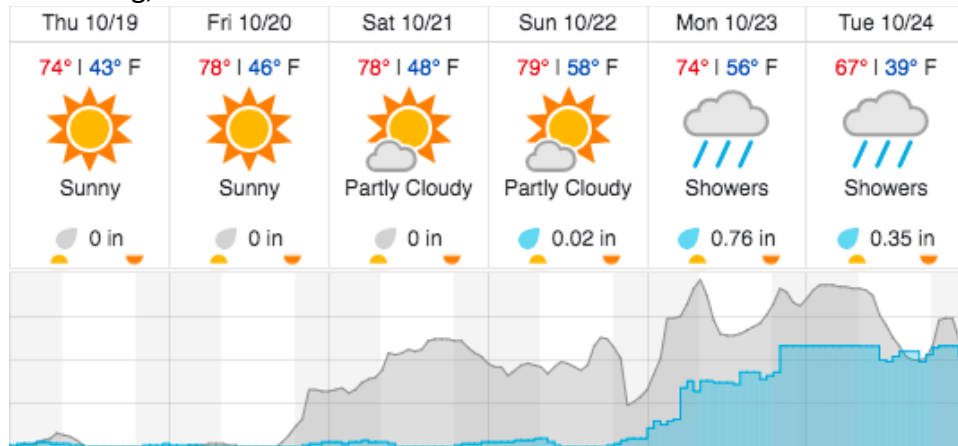 Thu 10/19 Fri 10/20 Sat 10/21 Sun 10/22 Mon 10/23 Tue 10/24
74° | 43° F 78° | 46° F 78° | 48° F 79° | 58° F 74° | 56° F 67° | 39° F
Sunny Sunny Partly Cloudy Partly Cloudy Showers Showers
0 in 0 in 0 in 0.02 in 0.76 in 0.35 in